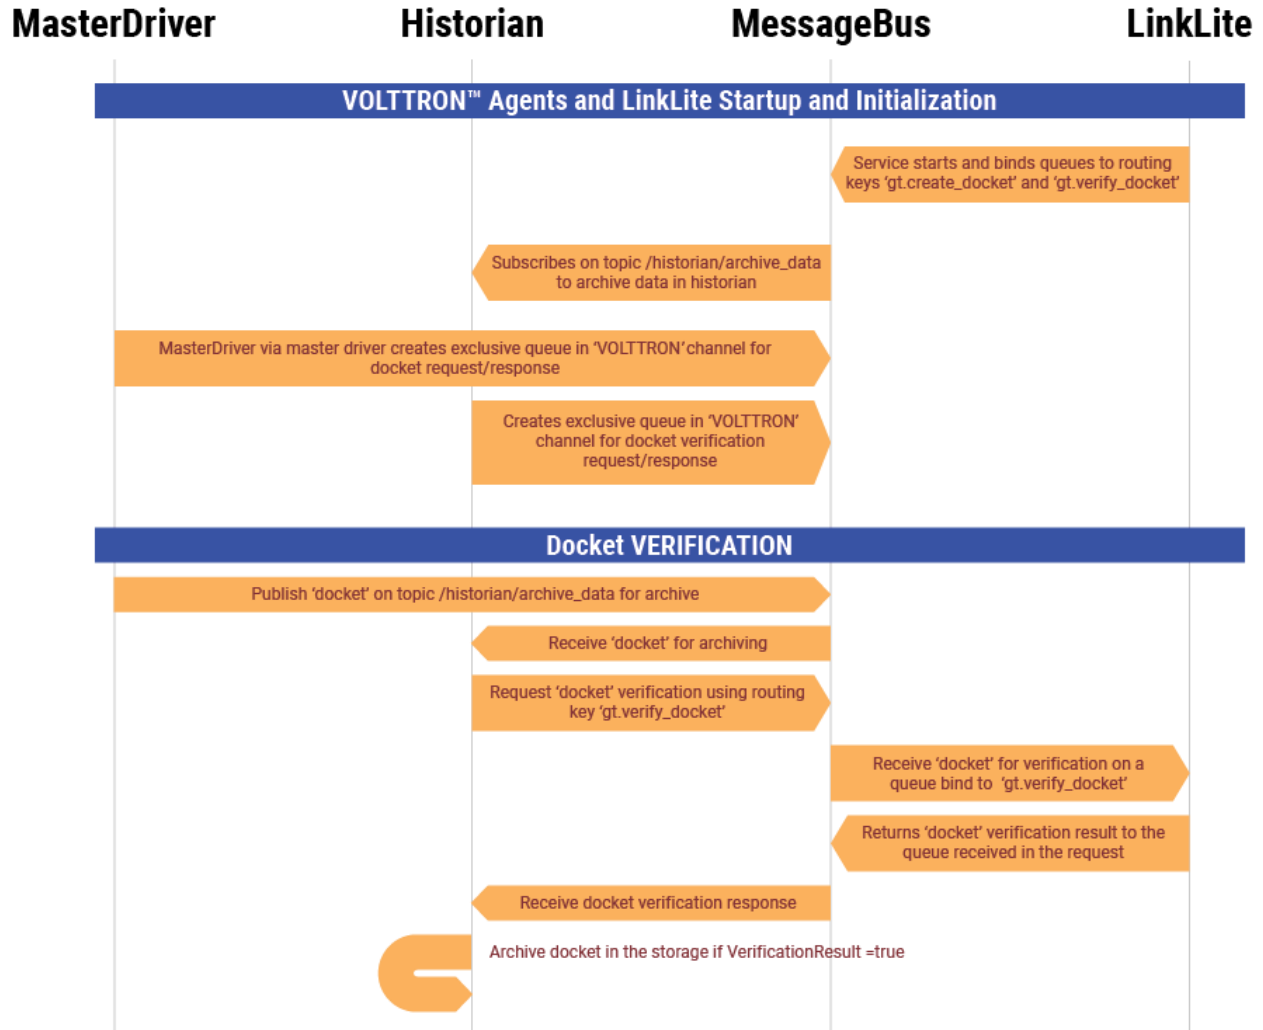 MasterDriver Historian MessageBus LinkLite
VOLTTRON™ Agents and LinkLite Startup and Initialization
Service starts and binds queues to routing
keys ‘gt.create_docket’ and ‘gt.verify_docket’
Subscribes on topic /historian/archive_data
to archive data in historian
MasterDriver via master driver creates exclusive queue in ‘VOLTTRON’ channel for
docket request/response
Creates exclusive queue in ‘VOLTTRON’
channel for docket verification
request/response
Docket VERIFICATION
Publish ‘docket’ on topic /historian/archive_data for archive
Receive ‘docket’ for archiving
Request ‘docket’ verification using routing
key ‘gt.verify_docket’
Receive ‘docket’ for verification on a
queue bind to ‘gt.verify_docket’
Returns ‘docket’ verification result to the
queue received in the request
Receive docket verification response
Archive docket in the storage if VerificationResult =true